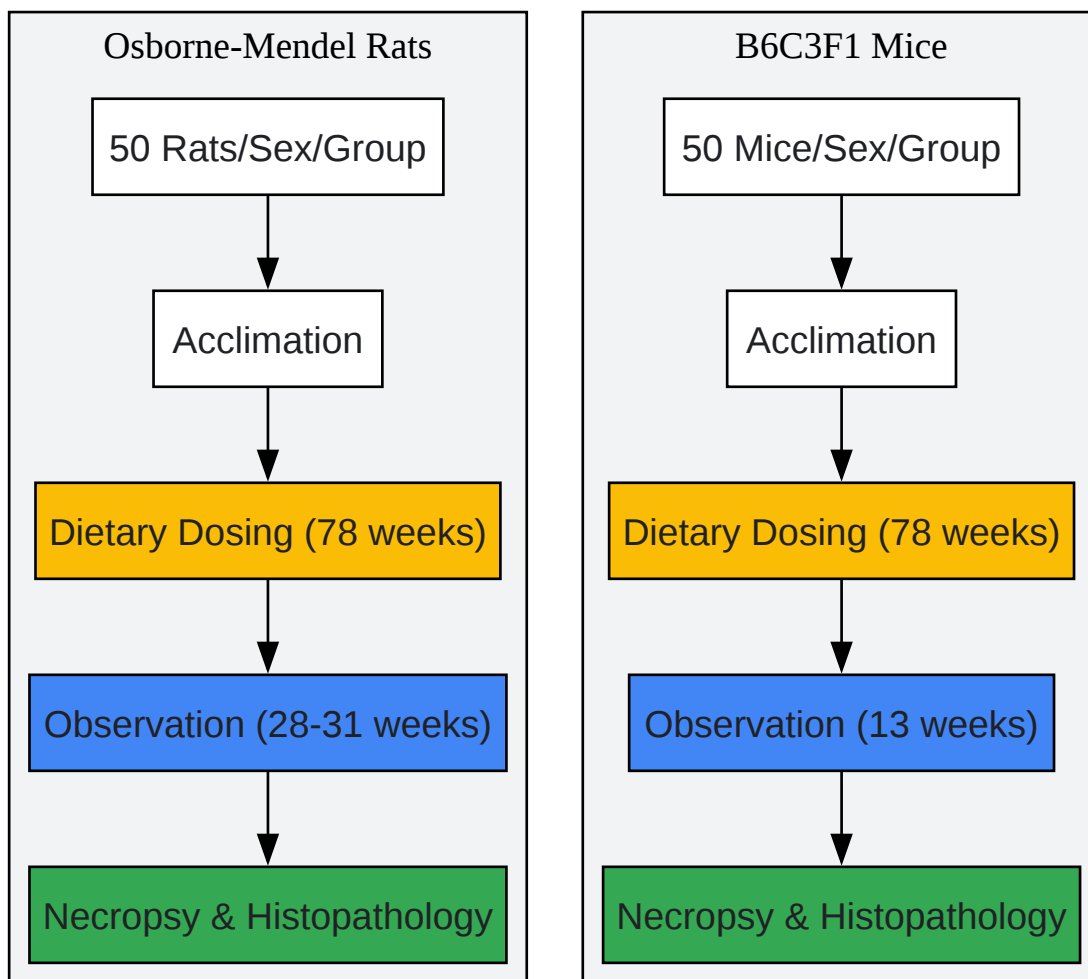 Osborne-Mendel Rats
50 Rats/Sex/Group
Acclimation
Dietary Dosing (78 weeks)
Observation (28-31 weeks)
Necropsy & Histopathology
B6C3F1 Mice
50 Mice/Sex/Group
Acclimation
Dietary Dosing (78 weeks)
Observation (13 weeks)
Necropsy & Histopathology